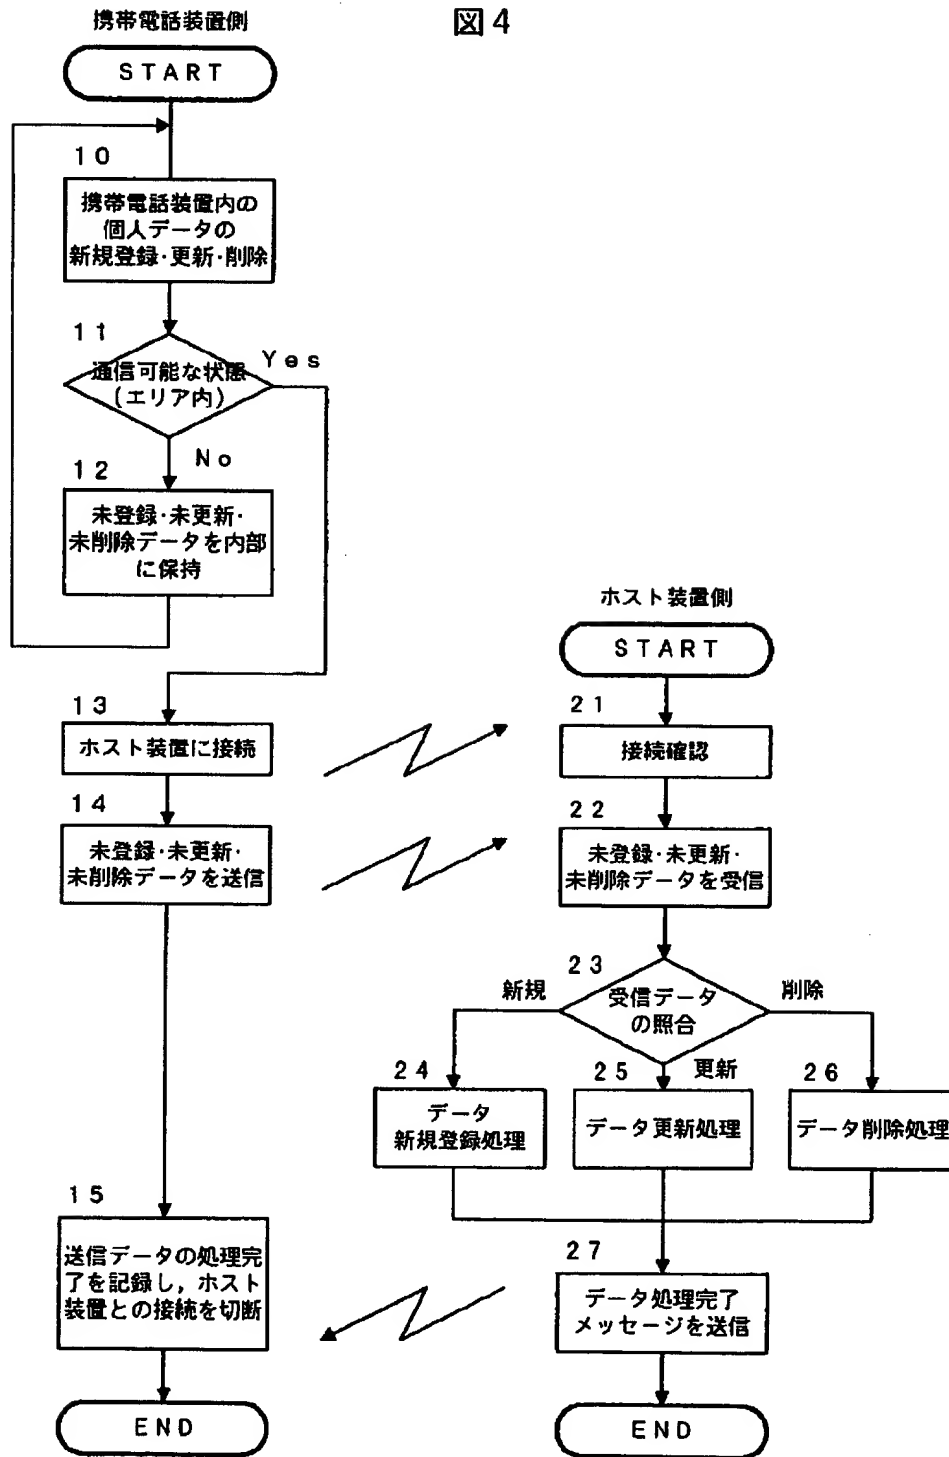 図4
携帯電話装置側
START
10
携帯電話装置内の
個人データの
新規登録・更新・削除
11
通信可能な状態
(エリア内)
Yes
No
12
未登録・未更新・
未削除データを内部
に保持
13
ホスト装置に接続
14
未登録・未更新・
未削除データを送信
15
送信データの処理完
了を記録し,ホスト
装置との接続を切断
END
ホスト装置側
START
21
接続確認
22
未登録・未更新・
未削除データを受信
23
受信データ
の照合
新規
更新
削除
24
データ
新規登録処理
25
データ更新処理
26
データ削除処理
27
データ処理完了
メッセージを送信
END